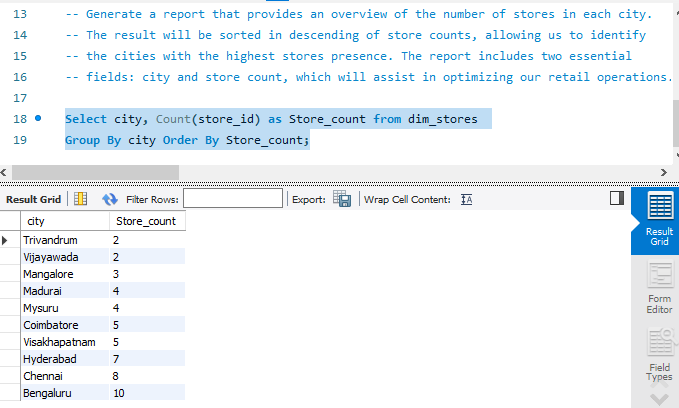 13 -- Generate a report that provides an overview of the number of stores in each city.
14 -- The result will be sorted in descending of store counts, allowing us to identify
15 -- the cities with the highest stores presence. The report includes two essential
16 -- fields: city and store count, which will assist in optimizing our retail operations.
17
18 Select city, Count(store_id) as Store_count from dim_stores
19 Group By city Order By Store_count;
Result Grid Filter Rows: Export: Wrap Cell Content: IA
city Store_count
Trivandrum 2
Vijayawada 2
Mangalore 3
Madurai 4
Mysuru 4
Coimbatore 5
Visakhapatnam 5
Hyderabad 7
Chennai 8
Bengaluru 10
Result
Grid
Form
Editor
Field
Types